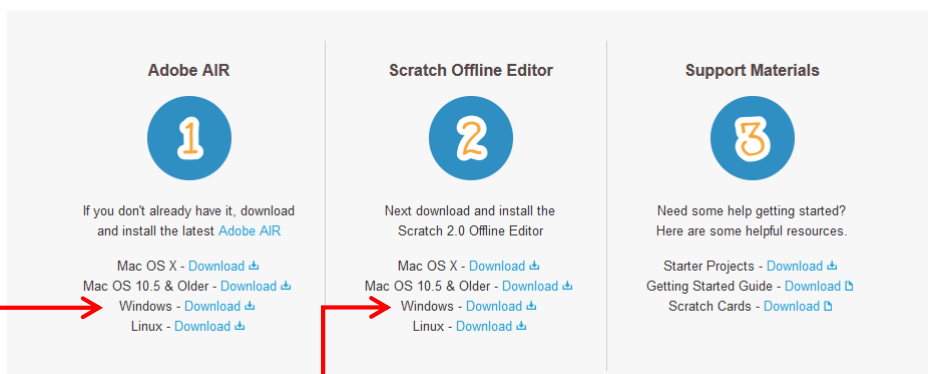 Adobe AIR
1
If you don't already have it, download
and install the latest Adobe AIR
Mac OS X - Download
Mac OS 10.5 & Older - Download
Windows - Download
Linux - Download
Scratch Offline Editor
2
Next download and install the
Scratch 2.0 Offline Editor
Mac OS X - Download
Mac OS 10.5 & Older - Download
Windows - Download
Linux - Download
Support Materials
3
Need some help getting started?
Here are some helpful resources.
Starter Projects - Download
Getting Started Guide - Download
Scratch Cards - Download